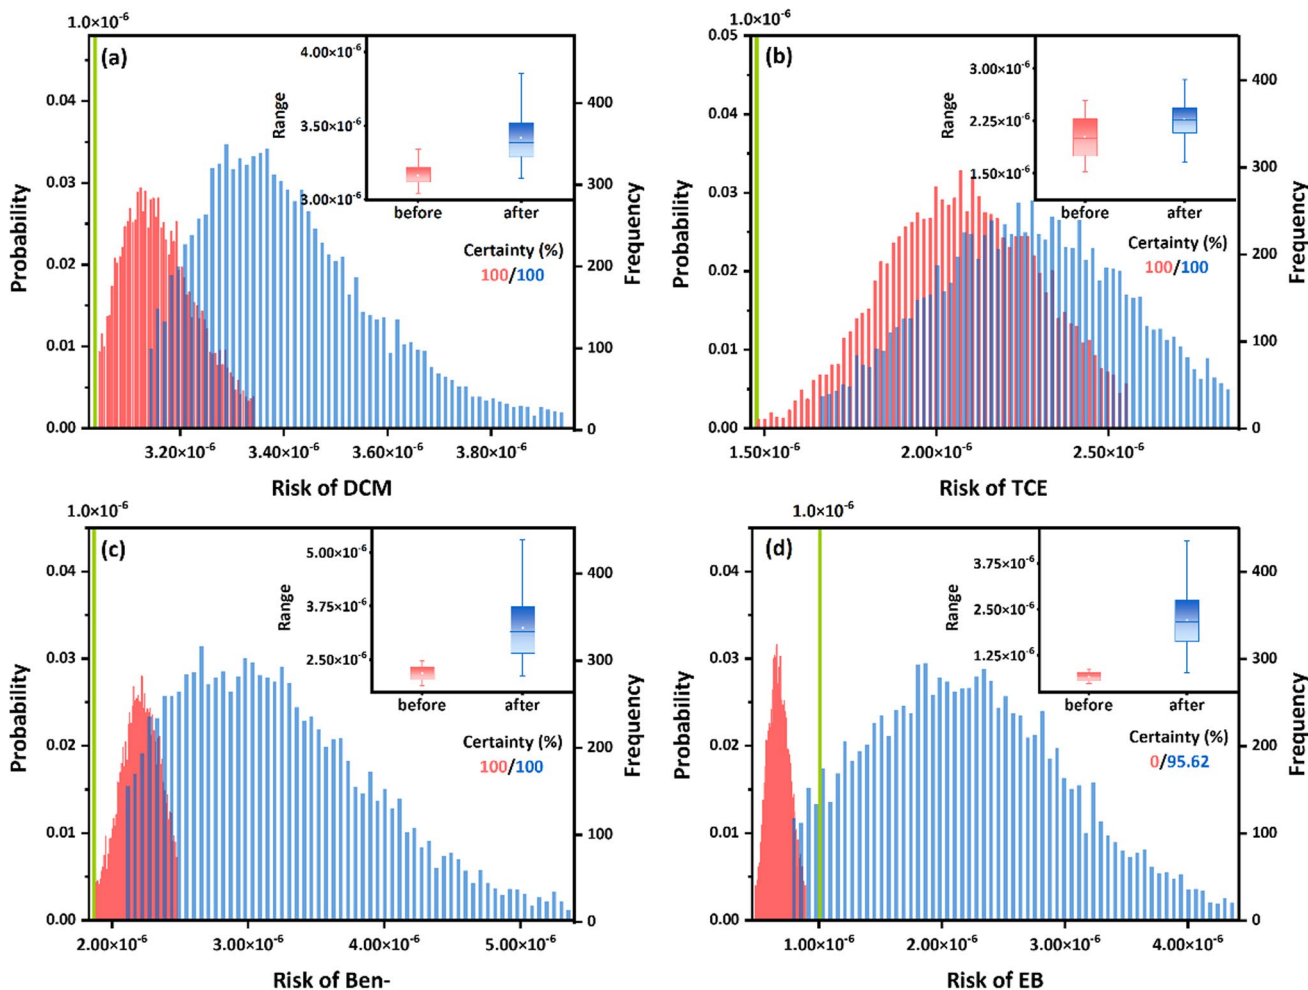 1.0×10⁻⁶
(a)
Probability
0.04
0.03
0.02
0.01
0.00
Range
4.00×10⁻⁶
3.50×10⁻⁶
3.00×10⁻⁶
before after
Certainty (%)
100/100
400
300
200
100
0
Frequency
3.20×10⁻⁶ 3.40×10⁻⁶ 3.60×10⁻⁶ 3.80×10⁻⁶
Risk of DCM
1.0×10⁻⁶
(b)
Probability
0.05
0.04
0.03
0.02
0.01
0.00
Range
3.00×10⁻⁶
2.25×10⁻⁶
1.50×10⁻⁶
before after
Certainty (%)
100/100
400
300
200
100
0
Frequency
1.50×10⁻⁶ 2.00×10⁻⁶ 2.50×10⁻⁶
Risk of TCE
1.0×10⁻⁶
(c)
Probability
0.04
0.03
0.02
0.01
0.00
Range
5.00×10⁻⁶
3.75×10⁻⁶
2.50×10⁻⁶
before after
Certainty (%)
100/100
400
300
200
100
0
Frequency
2.00×10⁻⁶ 3.00×10⁻⁶ 4.00×10⁻⁶ 5.00×10⁻⁶
Risk of Ben-
1.0×10⁻⁶
(d)
Probability
0.04
0.03
0.02
0.01
0.00
Range
3.75×10⁻⁶
2.50×10⁻⁶
1.25×10⁻⁶
before after
Certainty (%)
0/95.62
400
300
200
100
0
Frequency
1.00×10⁻⁶ 2.00×10⁻⁶ 3.00×10⁻⁶ 4.00×10⁻⁶
Risk of EB